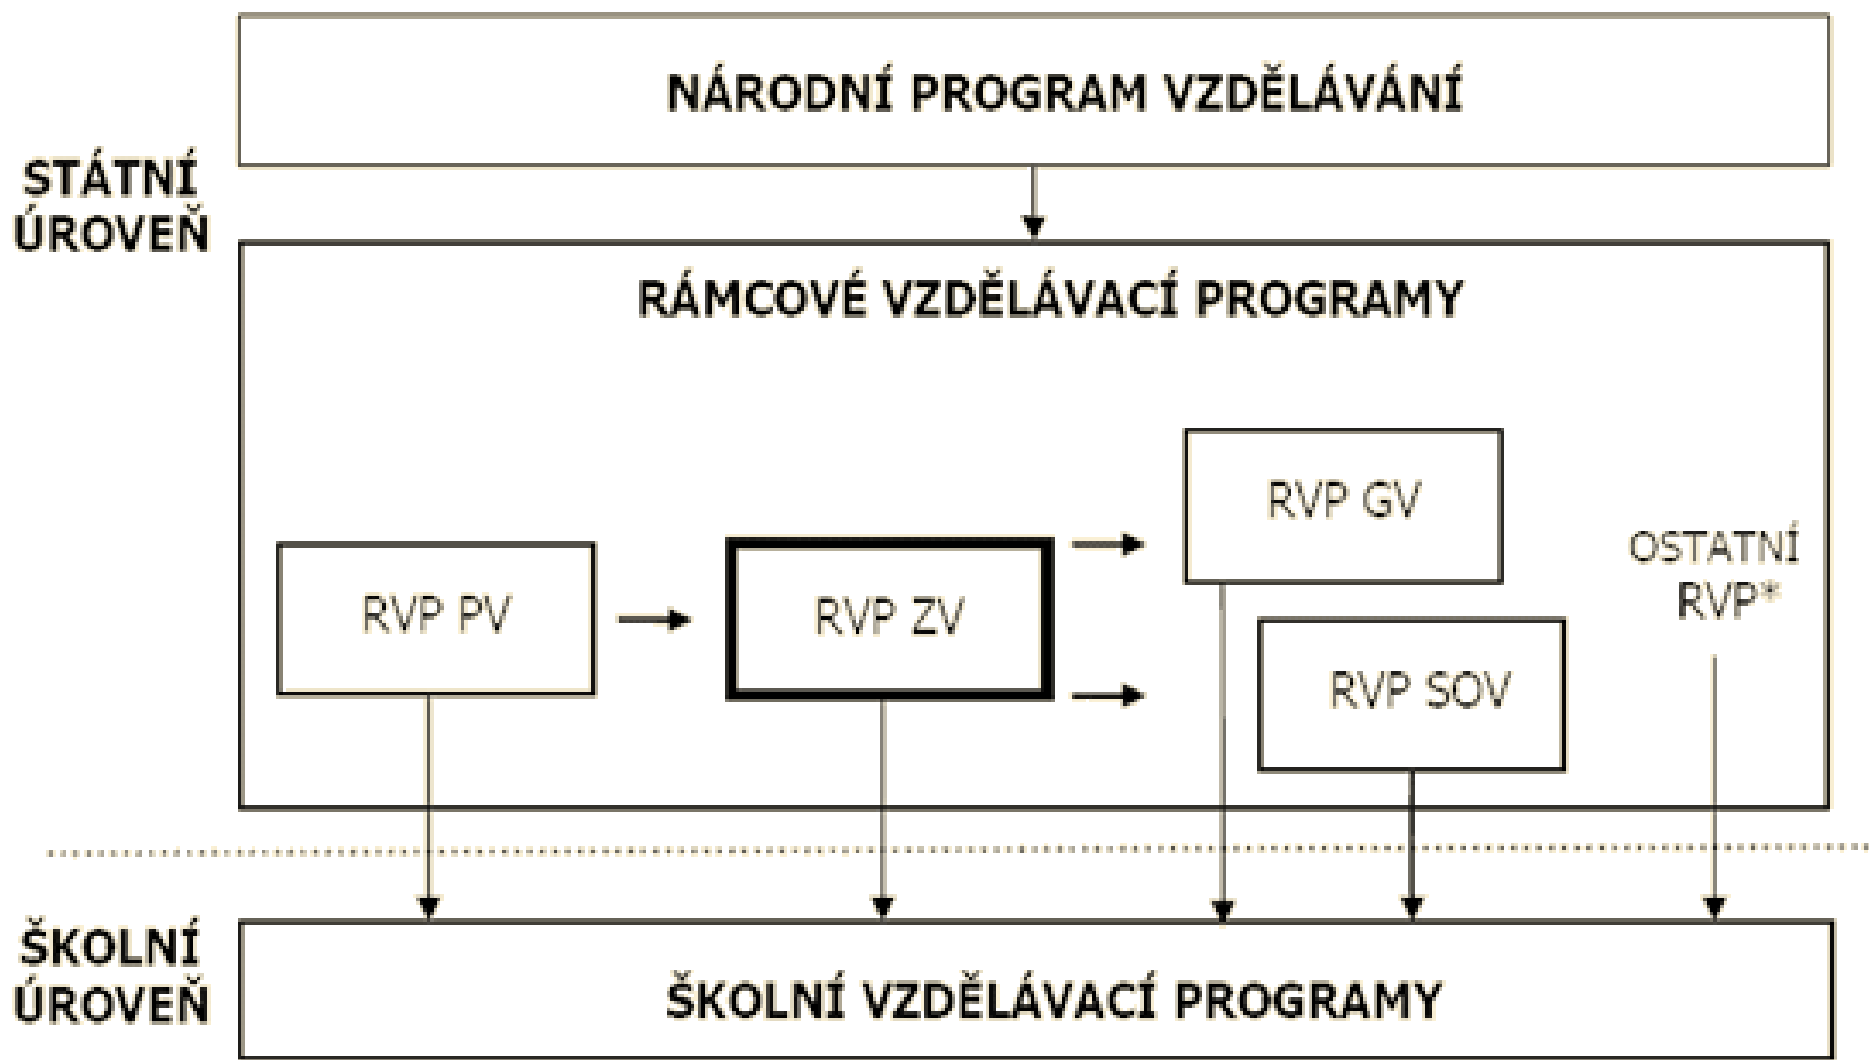 NÁRODNÍ PROGRAM VZDĚLÁVÁNÍ
STÁTNÍ
ÚROVEŇ
RÁMCOVÉ VZDĚLÁVACÍ PROGRAMY
RVP GV
OSTATNÍ
RVP*
RVP PV
RVP ZV
RVP SOV
ŠKOLNÍ
ÚROVEŇ
ŠKOLNÍ VZDĚLÁVACÍ PROGRAMY